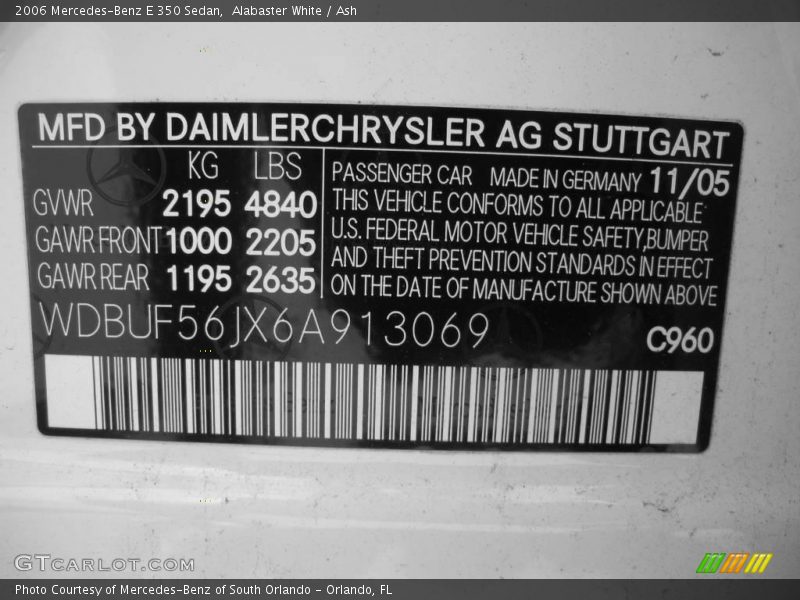 2006 Mercedes-Benz E 350 Sedan,  Alabaster White / Ash
MFD BY DAIMLERCHRYSLER AG STUTTGART
KG LBS
GVWR 2195 4840
GAWR FRONT 1000 2205
GAWR REAR 1195 2635
PASSENGER CAR MADE IN GERMANY 11/05
THIS VEHICLE CONFORMS TO ALL APPLICABLE
U.S. FEDERAL MOTOR VEHICLE SAFETY,BUMPER
AND THEFT PREVENTION STANDARDS IN EFFECT
ON THE DATE OF MANUFACTURE SHOWN ABOVE
WDBUF56JX6A913069
C960
GTCARLOT.COM
Photo Courtesy of Mercedes-Benz of South Orlando - Orlando, FL